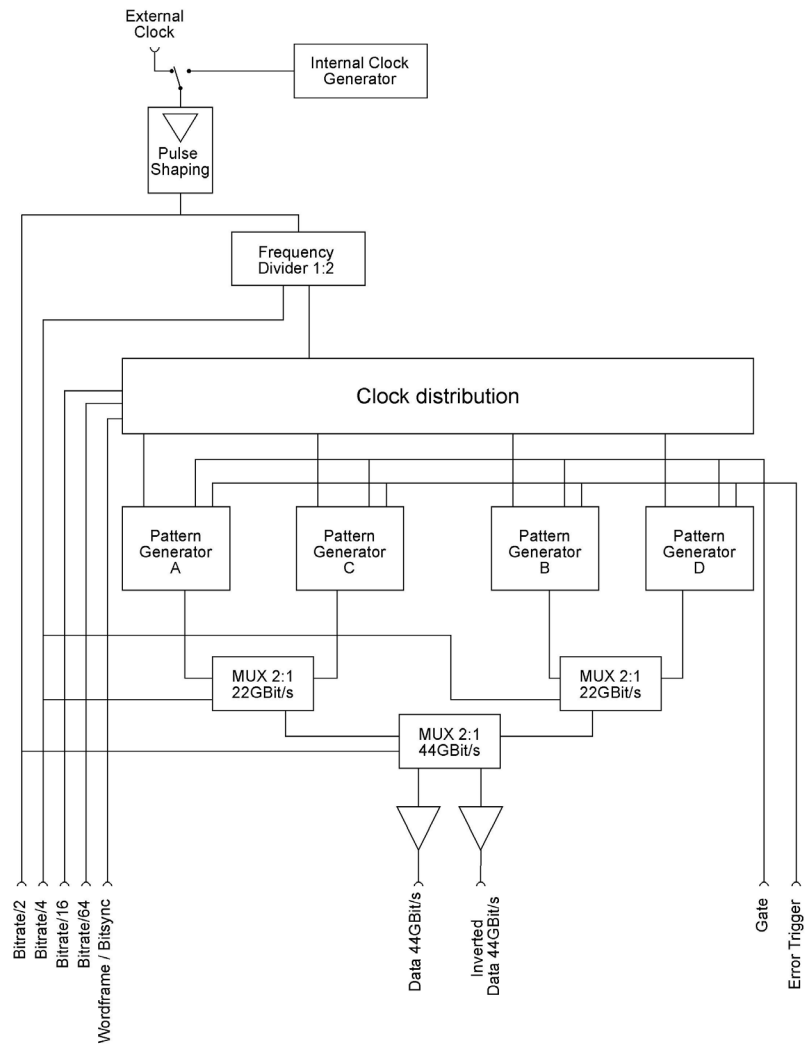 External
Clock
Internal Clock
Generator
Pulse
Shaping
Frequency
Divider 1:2
Clock distribution
Pattern
Generator
A
Pattern
Generator
C
Pattern
Generator
B
Pattern
Generator
D
MUX 2:1
22GBit/s
MUX 2:1
22GBit/s
MUX 2:1
44GBit/s
Bitrate/2
Bitrate/4
Bitrate/16
Bitrate/64
Wordframe / Bitsync
Data 44GBit/s
Inverted
Data 44GBit/s
Gate
Error Trigger